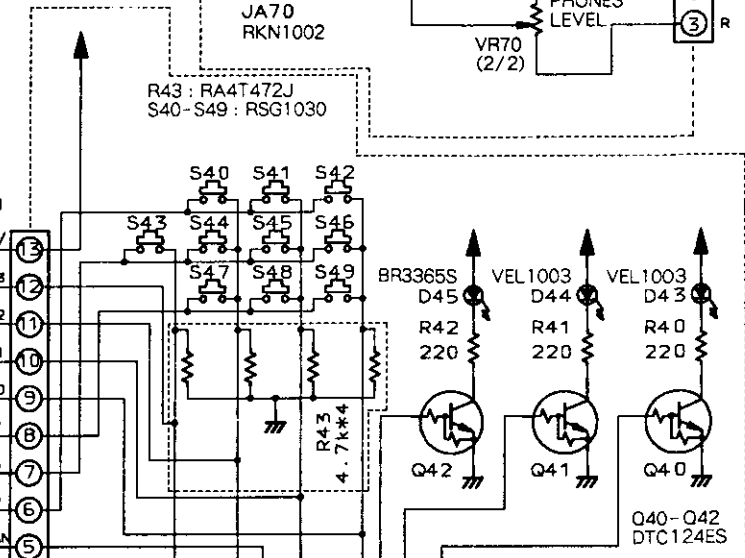 JA70
RKN1002
PHONES
LEVEL
VR70
(2/2)
3
R
R43 : RA4T472J
S40-S49 : RSG1030
S40
S41
S42
S43
S44
S45
S46
S47
S48
S49
13
12
11
10
9
8
7
6
5
R43
4.7k*4
BR3365S
D45
VEL1003
D44
VEL1003
D43
R42
220
R41
220
R40
220
Q42
Q41
Q40
Q40-Q42
DTC124ES